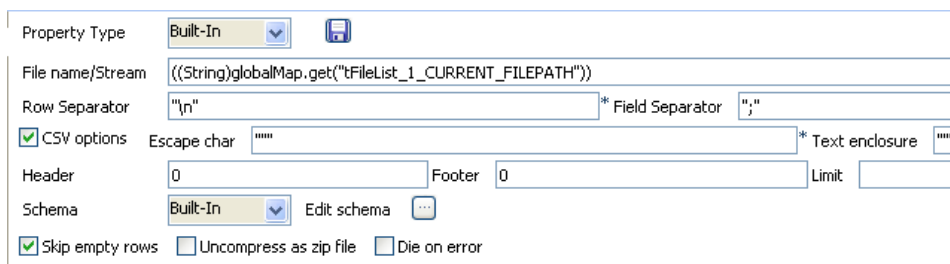 Property Type Built-In
File name/Stream ((String)globalMap.get("tFileList_1_CURRENT_FILEPATH"))
Row Separator "\n" * Field Separator ";"
CSV options Escape char """ * Text enclosure ""
Header 0 Footer 0 Limit
Schema Built-In Edit schema ...
Skip empty rows Uncompress as zip file Die on error